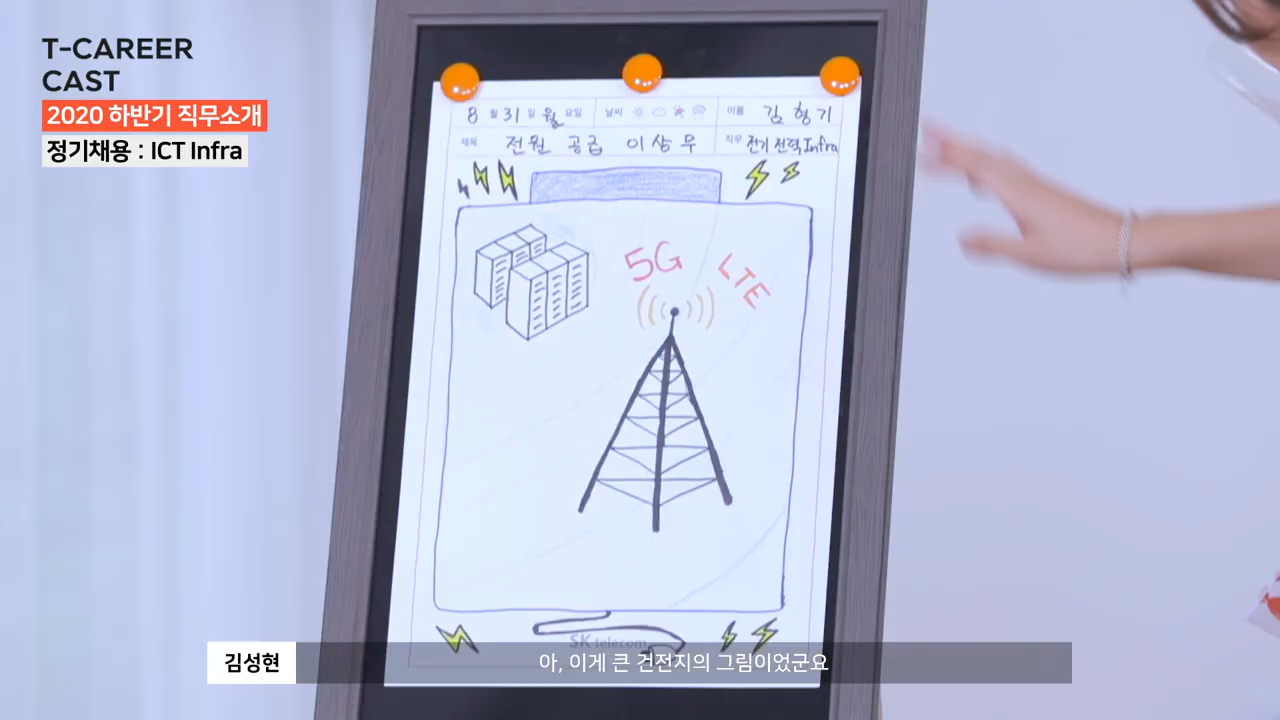 T-CAREER
CAST
2020 하반기 직무소개
정기채용 : ICT Infra
8 월 31 일 월 요일 날씨 이름 김형기
제목 전원 공급 이상 무 직무 전기 전력 Infra
5G LTE
SK telecom
김성현 아, 이게 큰 건전지의 그림이었군요